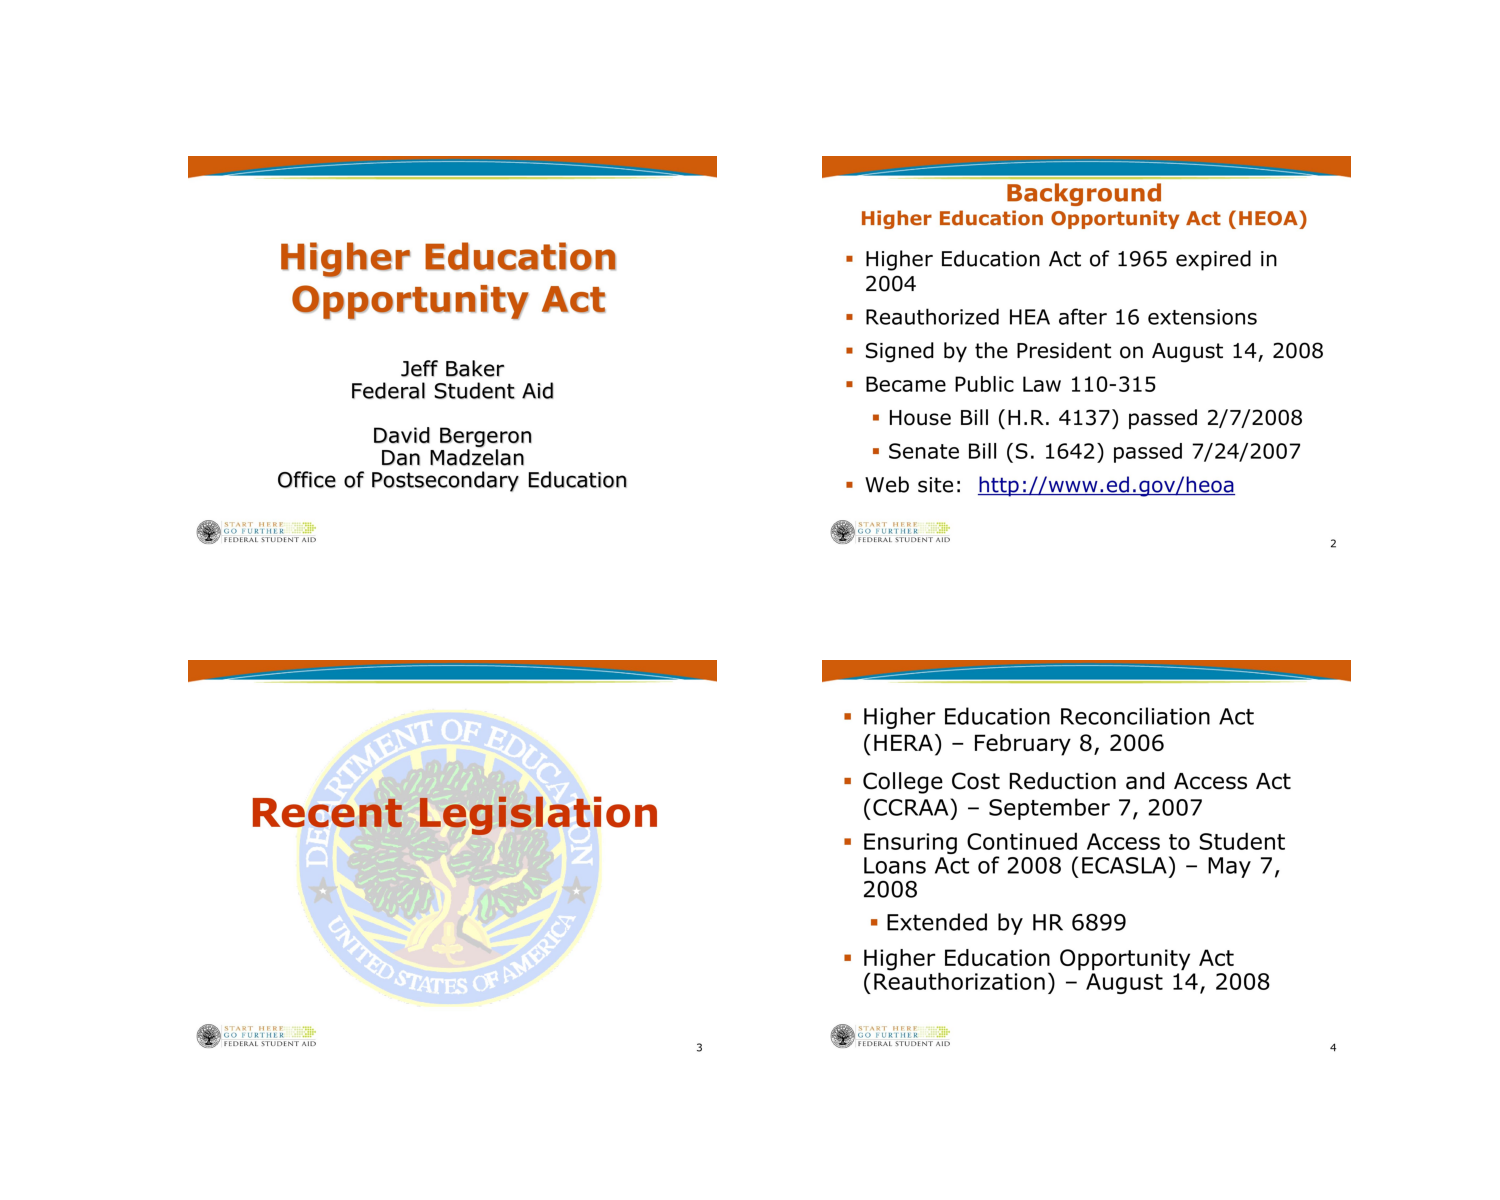 Higher Education
Opportunity Act
Jeff Baker
Federal Student Aid
David Bergeron
Dan Madzelan
Office of Postsecondary Education
START HERE
GO FURTHER
FEDERAL STUDENT AID
Background
Higher Education Opportunity Act (HEOA)
▪ Higher Education Act of 1965 expired in
2004
▪ Reauthorized HEA after 16 extensions
▪ Signed by the President on August 14, 2008
▪ Became Public Law 110-315
▪ House Bill (H.R. 4137) passed 2/7/2008
▪ Senate Bill (S. 1642) passed 7/24/2007
▪ Web site: http://www.ed.gov/heoa
START HERE
GO FURTHER
FEDERAL STUDENT AID
2
DEPARTMENT OF EDUCATION
Recent Legislation
UNITED STATES OF AMERICA
START HERE
GO FURTHER
FEDERAL STUDENT AID
3
▪ Higher Education Reconciliation Act
(HERA) – February 8, 2006
▪ College Cost Reduction and Access Act
(CCRAA) – September 7, 2007
▪ Ensuring Continued Access to Student
Loans Act of 2008 (ECASLA) – May 7,
2008
▪ Extended by HR 6899
▪ Higher Education Opportunity Act
(Reauthorization) – August 14, 2008
START HERE
GO FURTHER
FEDERAL STUDENT AID
4